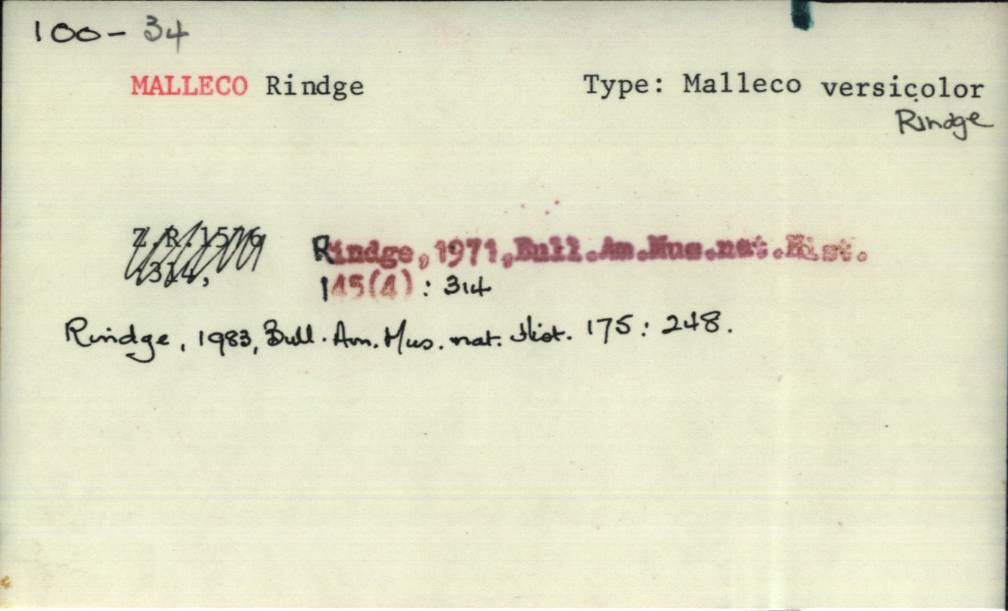 100-34
MALLECO Rindge Type: Malleco versicolor
Rindge
Rindge, 1971, Bull.Am.Mus.nat.Hist.
145(4): 314
Rindge, 1983, Bull. Am. Mus. nat. Hist. 175: 248.